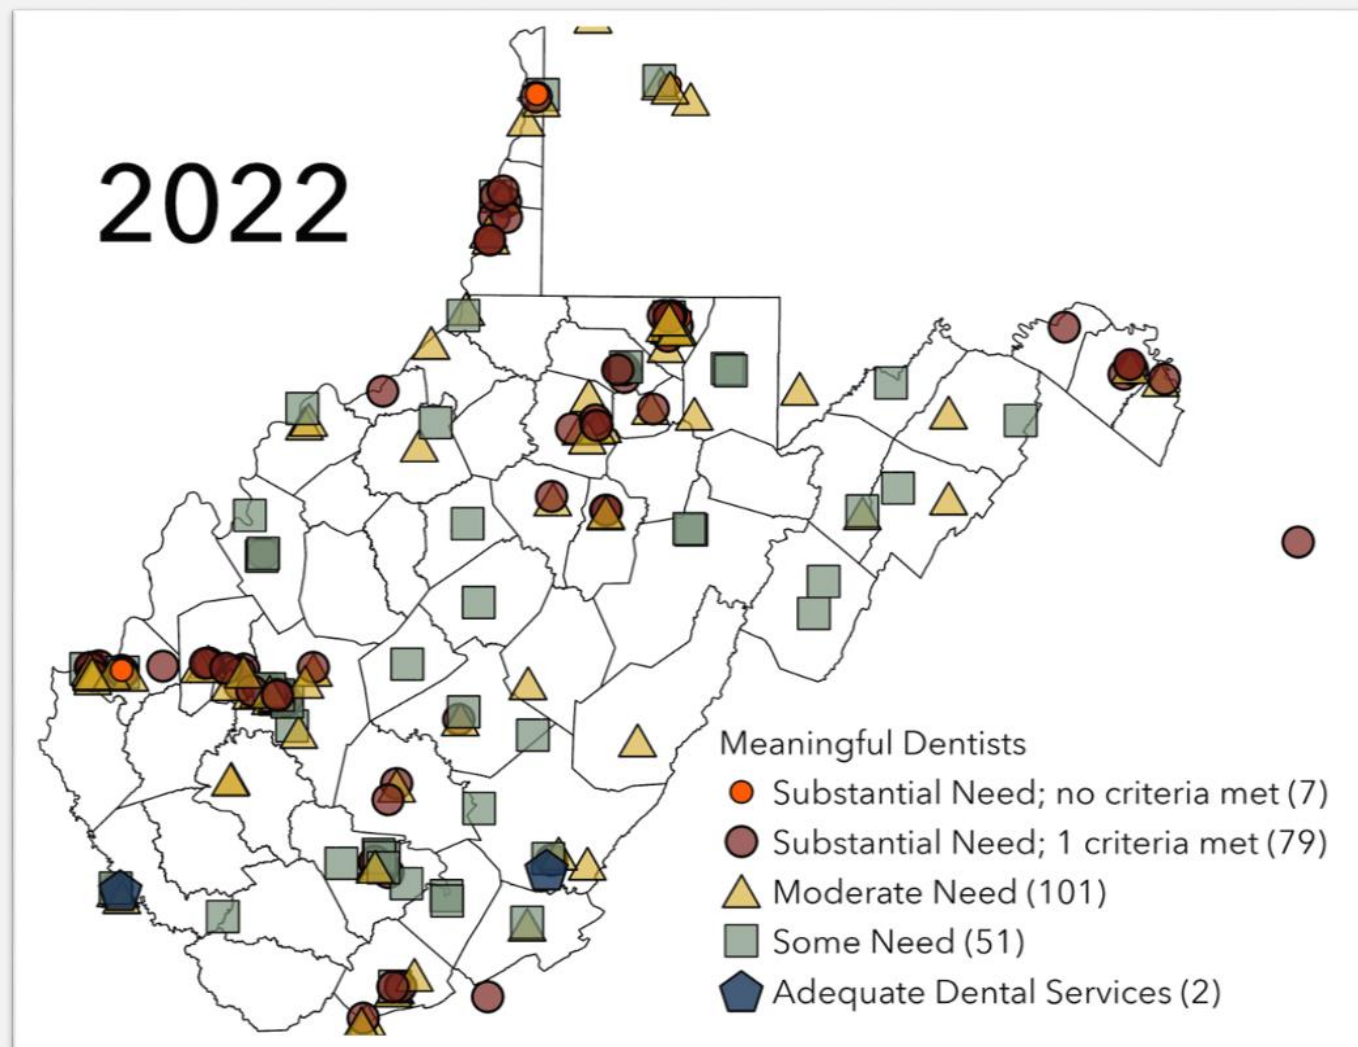 2022
Meaningful Dentists
Substantial Need; no criteria met (7)
Substantial Need; 1 criteria met (79)
Moderate Need (101)
Some Need (51)
Adequate Dental Services (2)